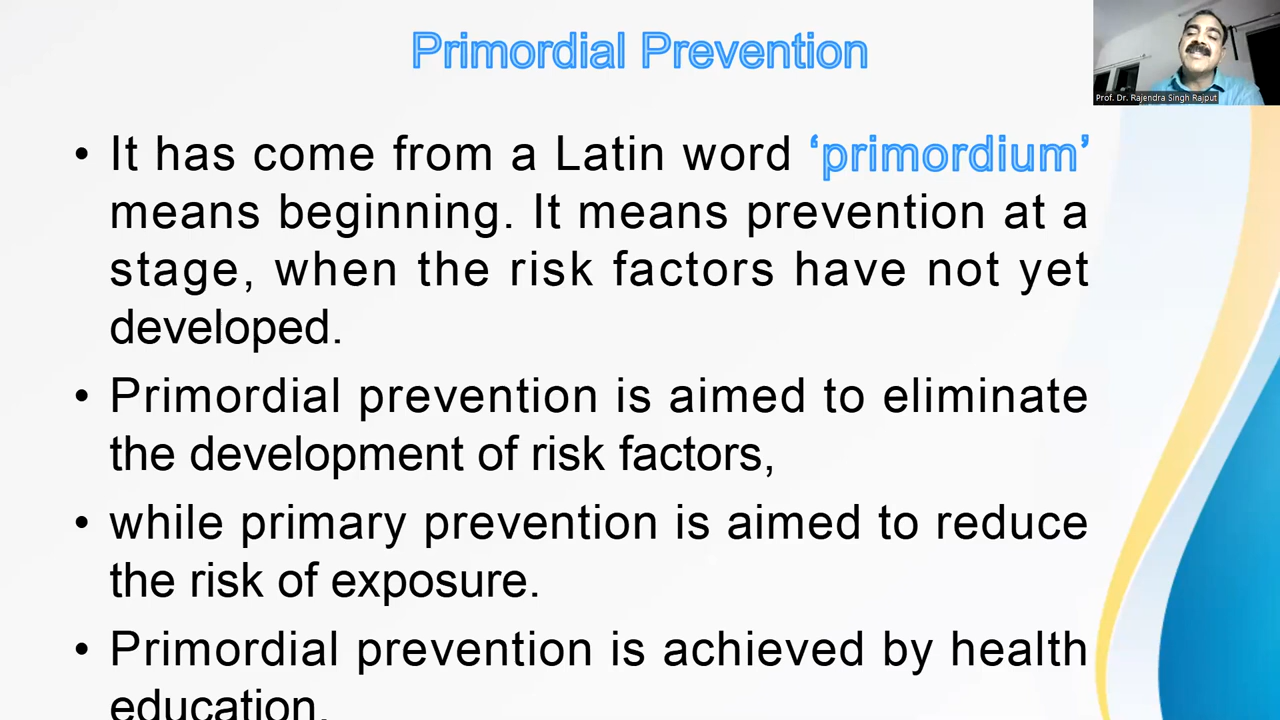 Primordial Prevention
Prof. Dr. Rajendra Singh Rajput
• It has come from a Latin word ‘primordium’
means beginning. It means prevention at a
stage, when the risk factors have not yet
developed.
• Primordial prevention is aimed to eliminate
the development of risk factors,
• while primary prevention is aimed to reduce
the risk of exposure.
• Primordial prevention is achieved by health
education.